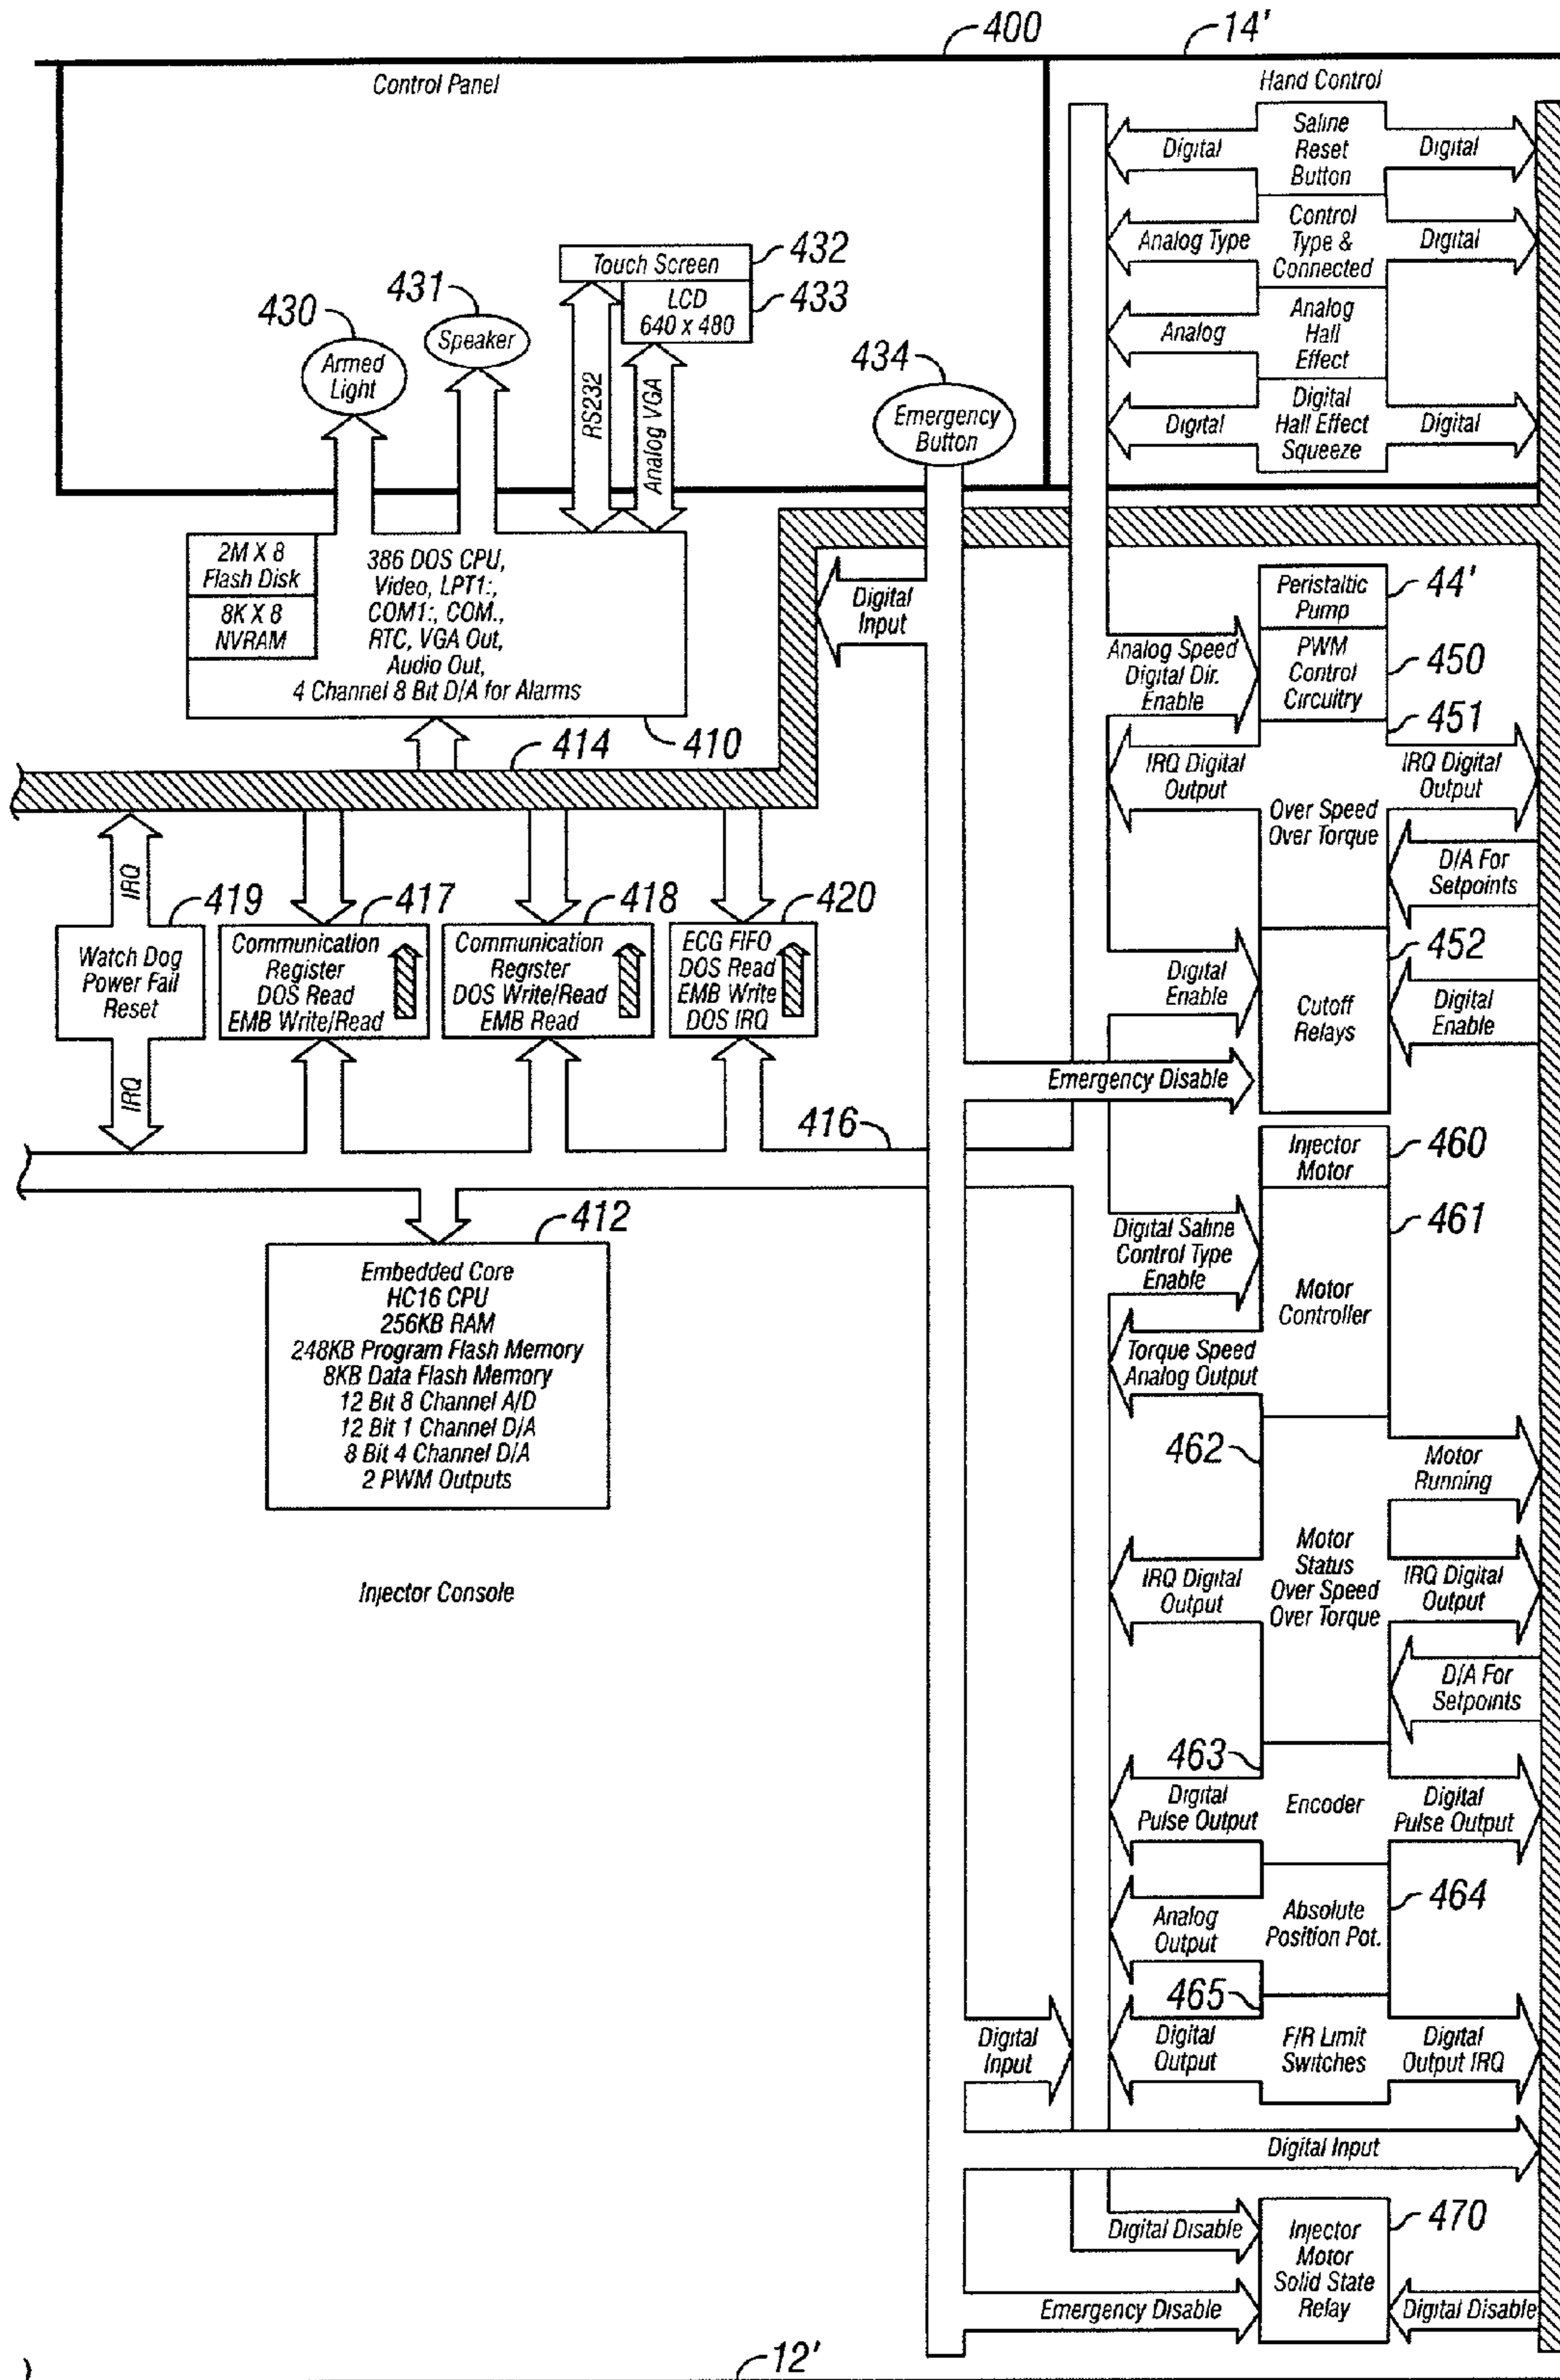 400
14'
Control Panel
Hand Control
Saline
Reset
Button
Digital
Digital
Control
Type &
Connected
Analog Type
Digital
Analog
Hall
Effect
Analog
Digital
Hall Effect
Squeeze
Digital
Digital
430
Armed
Light
431
Speaker
432
Touch Screen
433
LCD
640 x 480
RS232
Analog VGA
434
Emergency
Button
2M X 8
Flash Disk
8K X 8
NVRAM
386 DOS CPU,
Video, LPT1:,
COM1:, COM.,
RTC, VGA Out,
Audio Out,
4 Channel 8 Bit D/A for Alarms
410
414
Digital
Input
Peristaltic
Pump
44'
Analog Speed
Digital Dir.
Enable
PWM
Control
Circuitry
450
451
IRQ Digital
Output
Over Speed
Over Torque
IRQ Digital
Output
D/A For
Setpoints
IRQ
419
Watch Dog
Power Fail
Reset
IRQ
417
Communication
Register
DOS Read
EMB Write/Read
418
Communication
Register
DOS Write/Read
EMB Read
420
ECG FIFO
DOS Read
EMB Write
DOS IRQ
452
Digital
Enable
Cutoff
Relays
Digital
Enable
Emergency Disable
416
Injector
Motor
460
461
Digital Saline
Control Type
Enable
Motor
Controller
Torque Speed
Analog Output
412
Embedded Core
HC16 CPU
256KB RAM
248KB Program Flash Memory
8KB Data Flash Memory
12 Bit 8 Channel A/D
12 Bit 1 Channel D/A
8 Bit 4 Channel D/A
2 PWM Outputs
Injector Console
462
Motor
Running
Motor
Status
Over Speed
Over Torque
IRQ Digital
Output
IRQ Digital
Output
D/A For
Setpoints
463
Digital
Pulse Output
Encoder
Digital
Pulse Output
464
Analog
Output
Absolute
Position Pot.
465
Digital
Input
Digital
Output
F/R Limit
Switches
Digital
Output IRQ
Digital Input
470
Digital Disable
Injector
Motor
Solid State
Relay
Emergency Disable
Digital Disable
12'